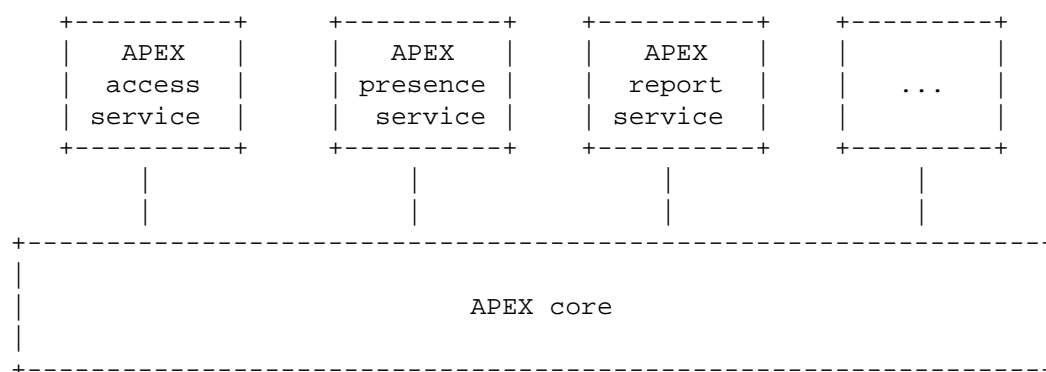 APEX APEX APEX
access presence report ...
service service service
APEX core